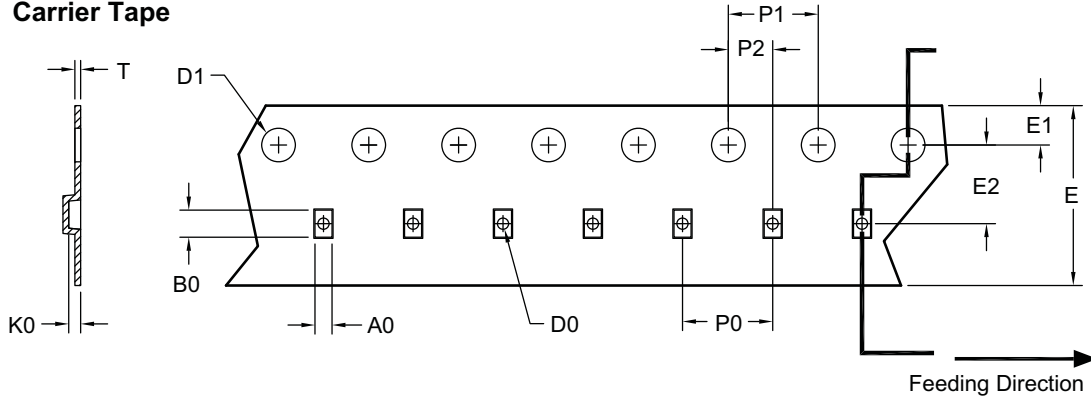 Carrier Tape
P1
P2
T
D1
E1
E2
E
B0
K0
A0
D0
P0
Feeding Direction